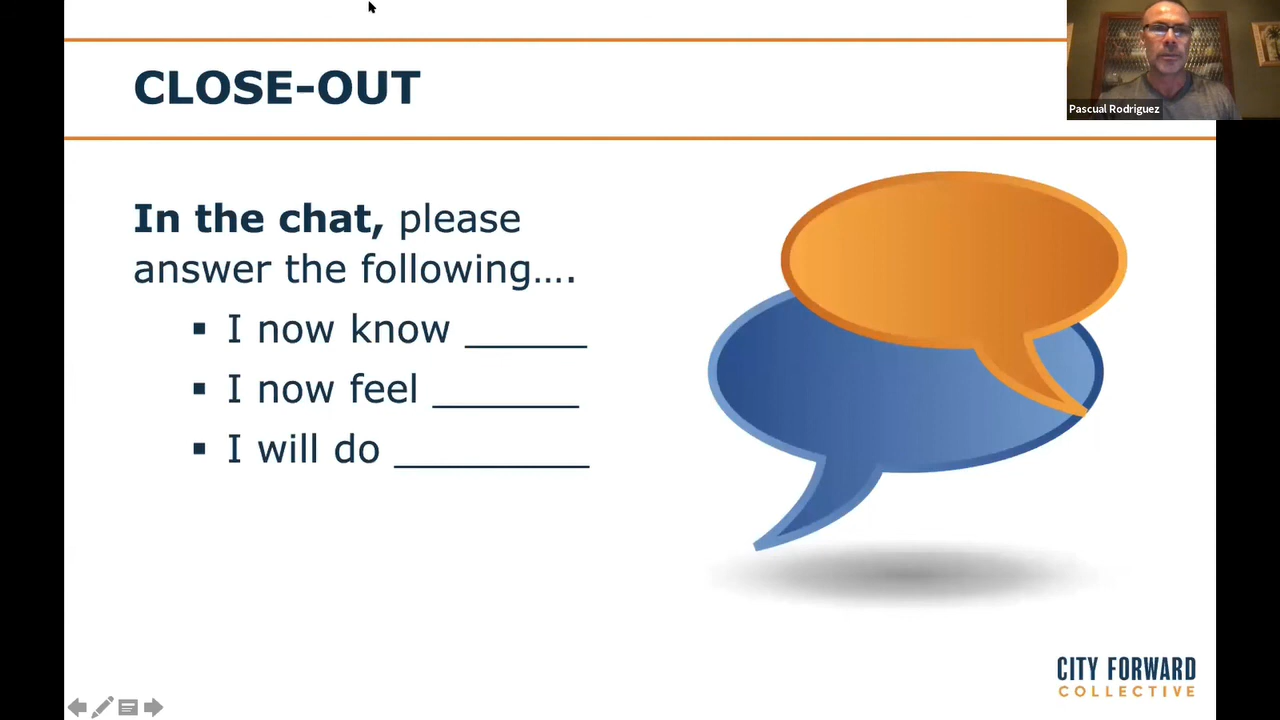 CLOSE-OUT
Pascual Rodriguez
In the chat, please
answer the following....
▪ I now know ______
▪ I now feel _______
▪ I will do _________
CITY FORWARD
COLLECTIVE